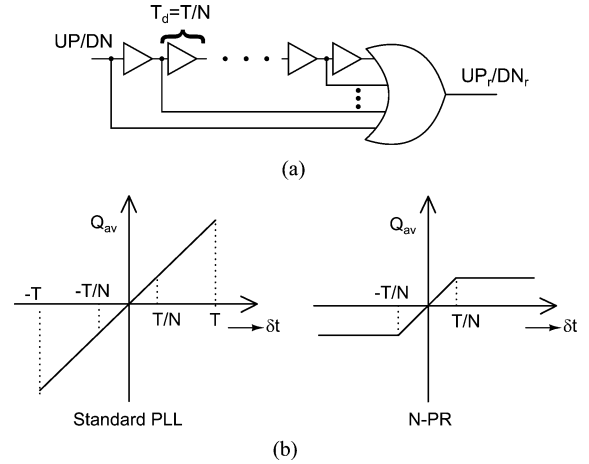 T_d=T/N
UP/DN
UP_r/DN_r
(a)
Q_av
-T
-T/N
T/N
T
δt
Standard PLL
Q_av
-T/N
T/N
δt
N-PR
(b)